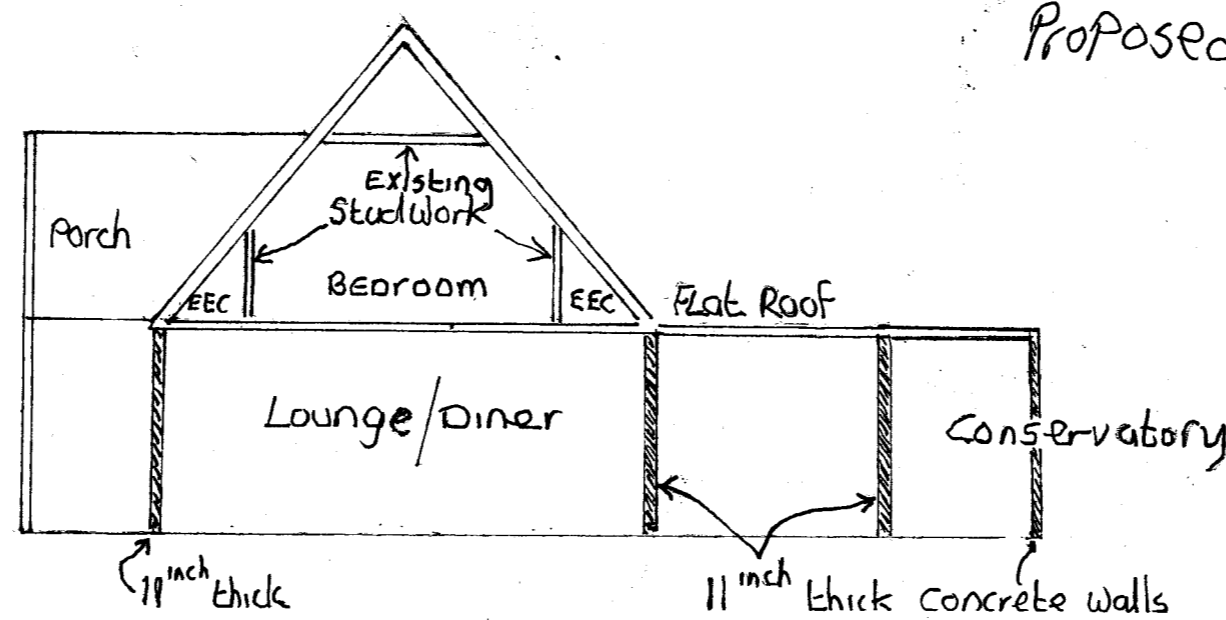 Proposed
Existing
Studwork
Porch
EEC
Bedroom
EEC
Flat Roof
Lounge/Diner
Conservatory
11 inch thick
11 inch thick concrete walls